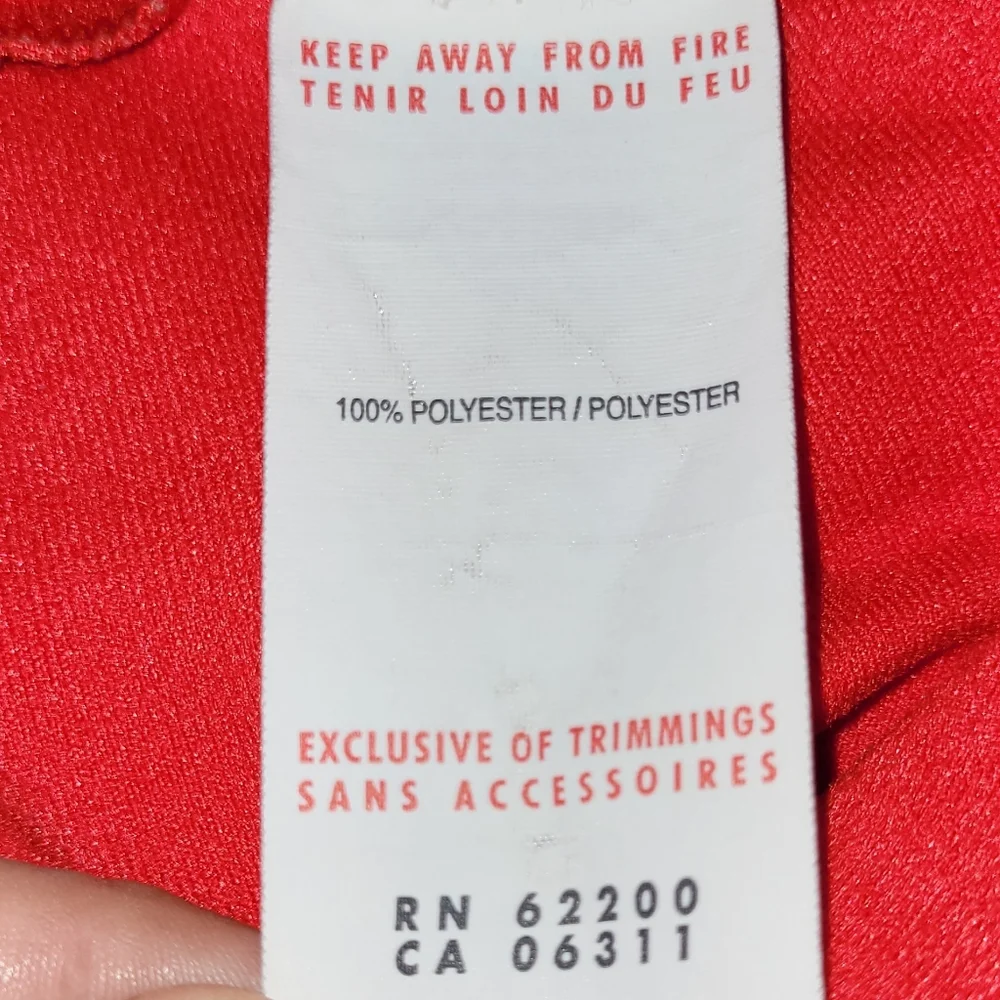 KEEP AWAY FROM FIRE
TENIR LOIN DU FEU
100% POLYESTER / POLYESTER
EXCLUSIVE OF TRIMMINGS
SANS ACCESSOIRES
RN 62200
CA 06311